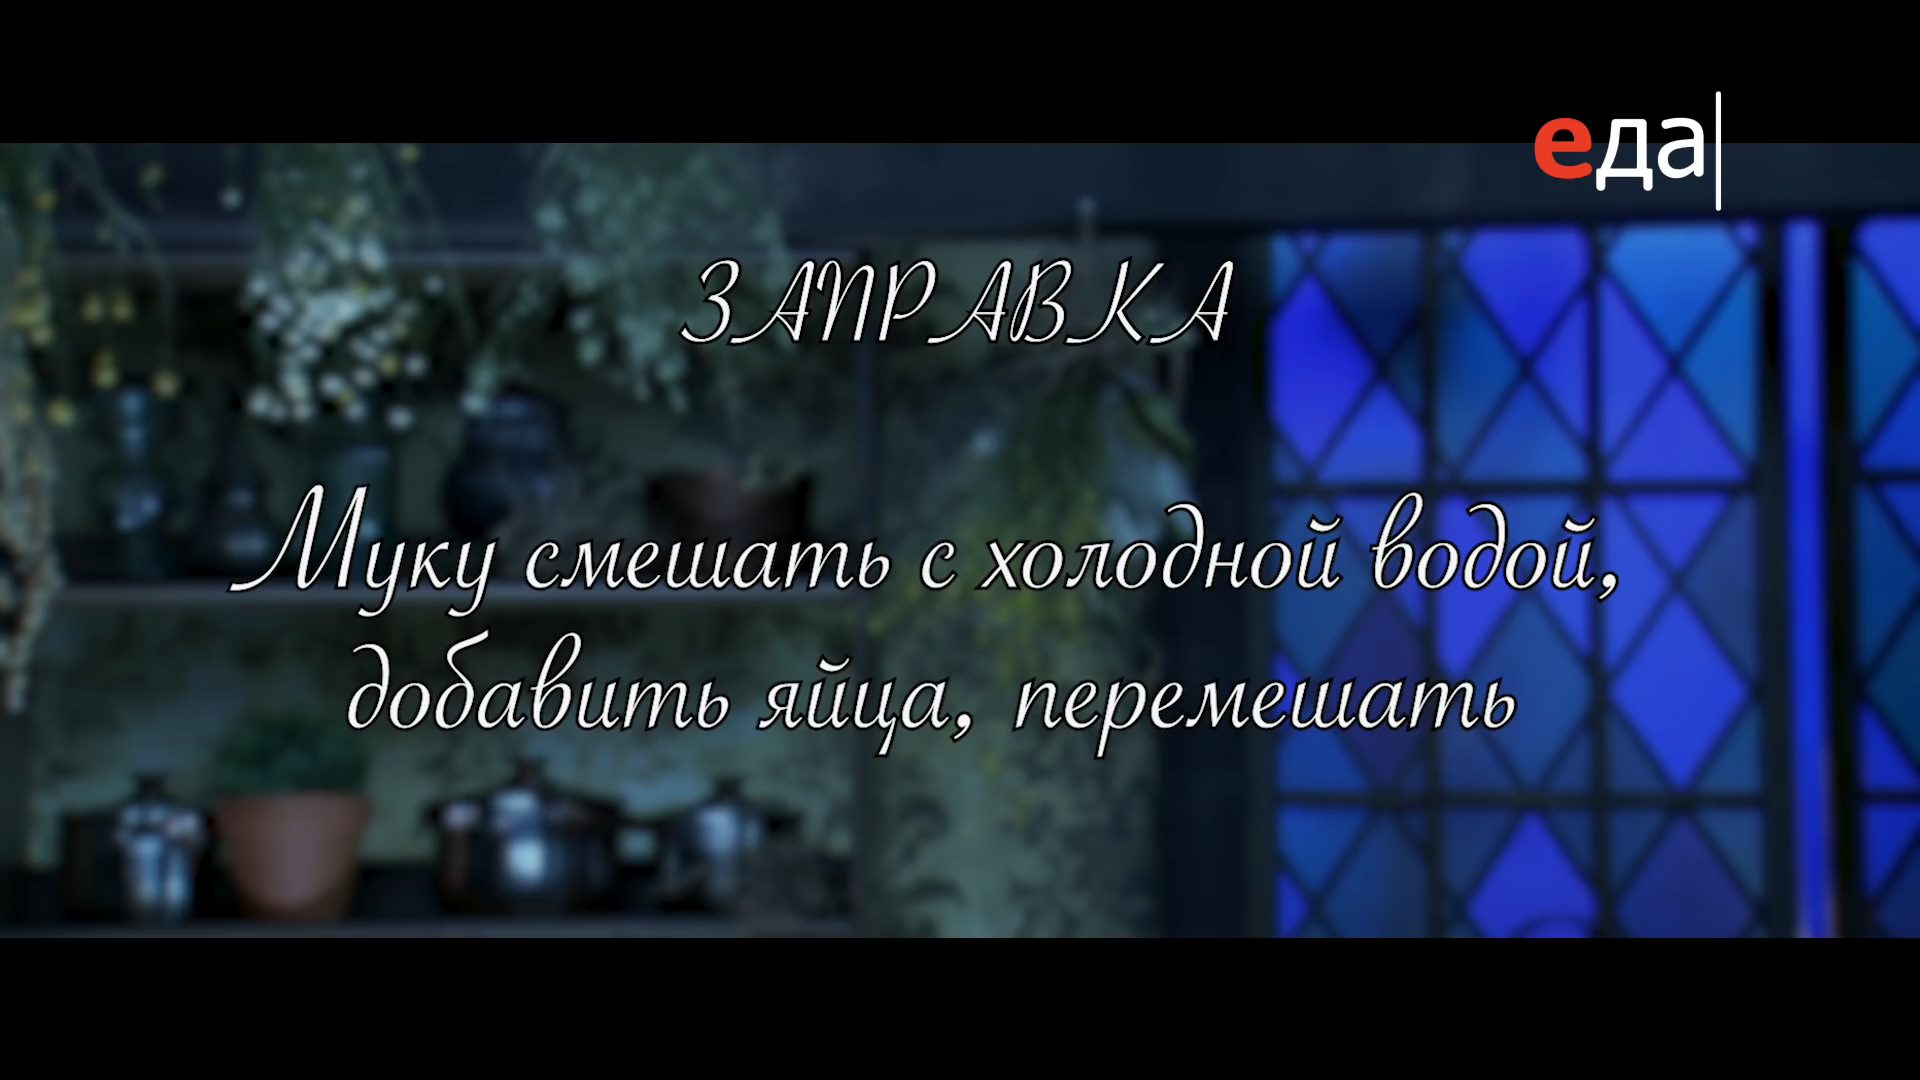 еда
ЗАПРАВКА
Муку смешать с холодной водой,
добавить яйца, перемешать